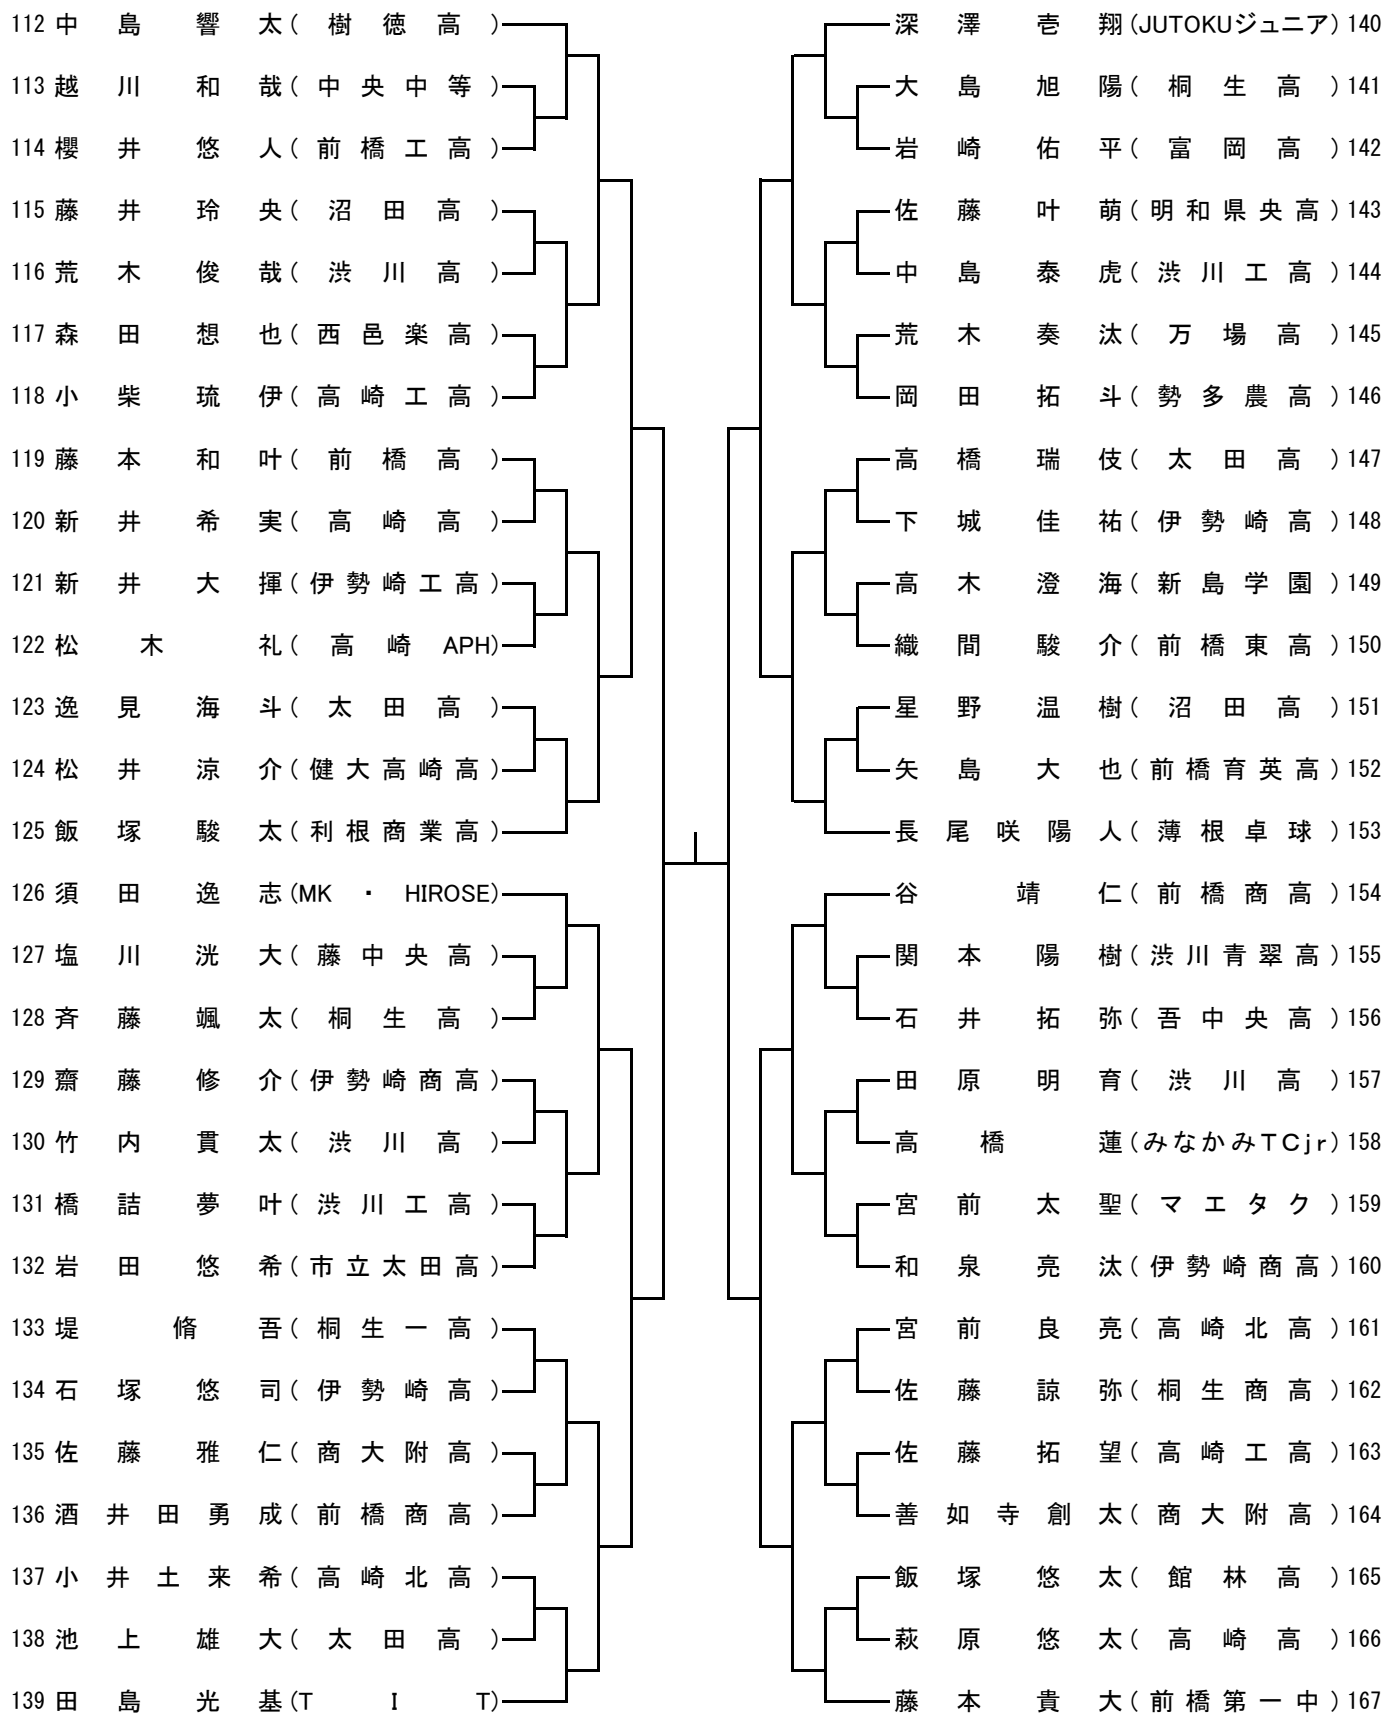 112 中島響太(樹徳高)
113 越川和哉(中央中等)
114 櫻井悠人(前橋工高)
115 藤井玲央(沼田高)
116 荒木俊哉(渋川高)
117 森田想也(西邑楽高)
118 小柴琉伊(高崎工高)
119 藤本和叶(前橋高)
120 新井希実(高崎高)
121 新井大揮(伊勢崎工高)
122 松木礼(高崎APH)
123 逸見海斗(太田高)
124 松井涼介(健大高崎高)
125 飯塚駿太(利根商業高)
126 須田逸志(MK・HIROSE)
127 塩川洸大(藤中央高)
128 斉藤颯太(桐生高)
129 齋藤修介(伊勢崎商高)
130 竹内貫太(渋川高)
131 橋詰夢叶(渋川工高)
132 岩田悠希(市立太田高)
133 堤脩吾(桐生一高)
134 石塚悠司(伊勢崎高)
135 佐藤雅仁(商大附高)
136 酒井田勇成(前橋商高)
137 小井土来希(高崎北高)
138 池上雄大(太田高)
139 田島光基(TIT)
深澤壱翔(JUTOKUジュニア)140
大島旭陽(桐生高)141
岩崎佑平(富岡高)142
佐藤叶萌(明和県央高)143
中島泰虎(渋川工高)144
荒木奏汰(万場高)145
岡田拓斗(勢多農高)146
高橋瑞伎(太田高)147
下城佳祐(伊勢崎高)148
高木澄海(新島学園)149
織間駿介(前橋東高)150
星野温樹(沼田高)151
矢島大也(前橋育英高)152
長尾咲陽人(薄根卓球)153
谷靖仁(前橋商高)154
関本陽樹(渋川青翠高)155
石井拓弥(吾中央高)156
田原明育(渋川高)157
高橋蓮(みなかみTCjr)158
宮前太聖(マエタク)159
和泉亮汰(伊勢崎商高)160
宮前良亮(高崎北高)161
佐藤諒弥(桐生商高)162
佐藤拓望(高崎工高)163
善如寺創太(商大附高)164
飯塚悠太(館林高)165
萩原悠太(高崎高)166
藤本貴大(前橋第一中)167